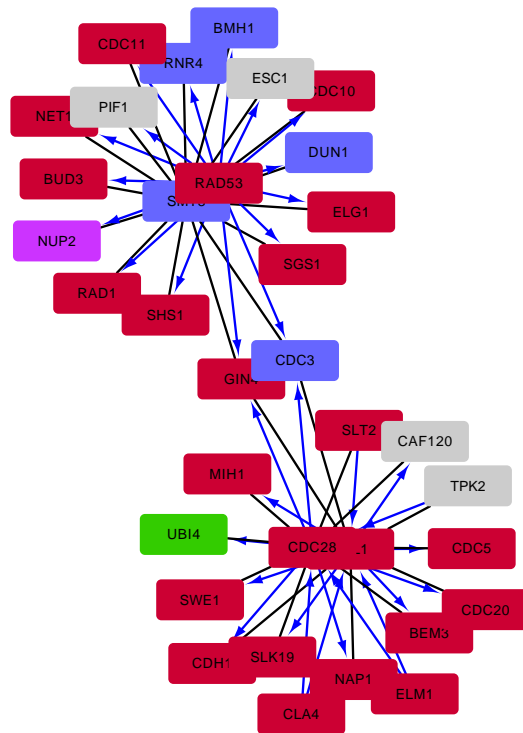 BMH1
CDC11
RNR4
ESC1
CDC10
PIF1
NET1
DUN1
BUD3
RAD53
ELG1
NUP2
SGS1
RAD1
SHS1
CDC3
GIN4
SLT2
CAF120
MIH1
TPK2
UBI4
CDC28
CDC5
SWE1
CDC20
BEM3
CDH1
SLK19
NAP1
ELM1
CLA4